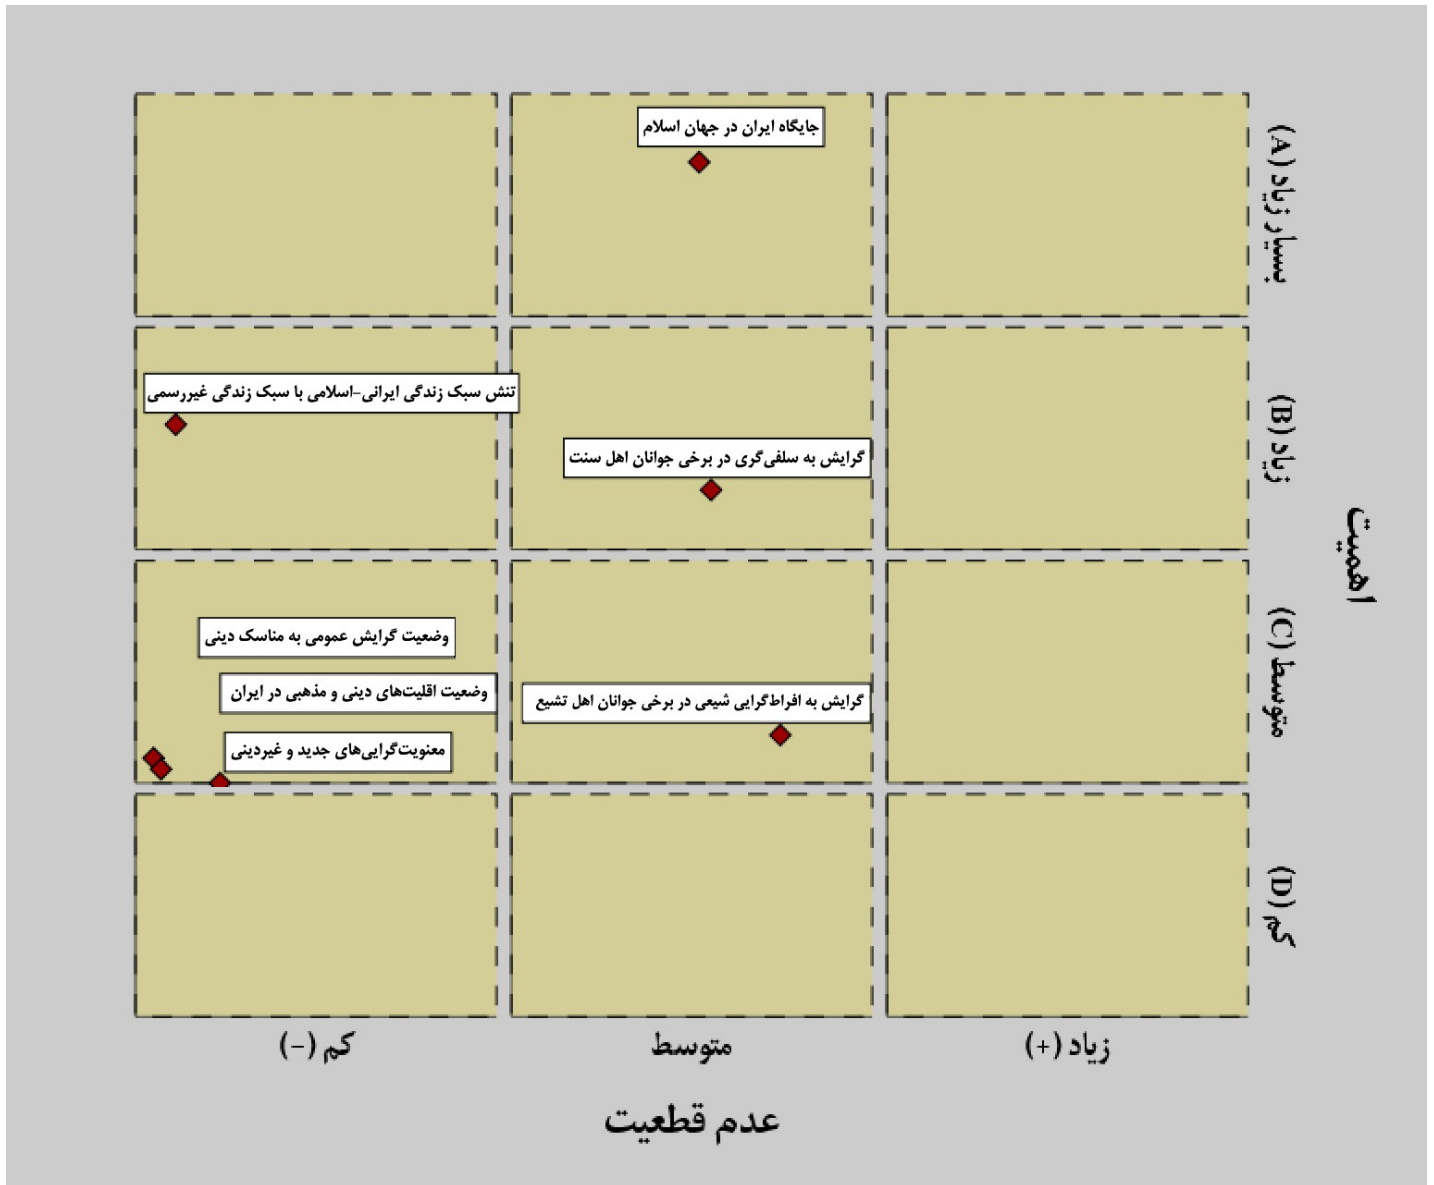 جایگاه ایران در جهان اسلام
بسیار زیاد (A)
تنش سبک زندگی ایرانی-اسلامی با سبک زندگی غیررسمی
گرایش به سلفی‌گری در برخی جوانان اهل سنت
زیاد (B)
اهمیت
وضعیت گرایش عمومی به مناسک دینی
وضعیت اقلیت‌های دینی و مذهبی در ایران
گرایش به افراط‌گرایی شیعی در برخی جوانان اهل تشیع
معنویت‌گرایی‌های جدید و غیردینی
متوسط (C)
کم (D)
زیاد (+)
متوسط
کم (-)
عدم قطعیت